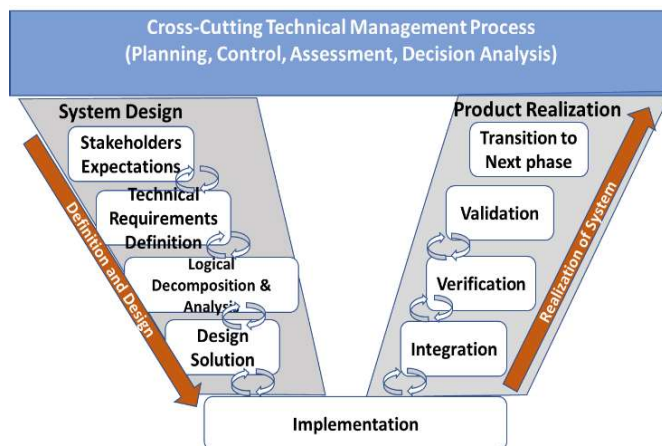 Cross-Cutting Technical Management Process
(Planning, Control, Assessment, Decision Analysis)
System Design
Stakeholders
Expectations
Technical
Requirements
Definition
Logical
Decomposition &
Analysis
Design
Solution
Definition and Design
Implementation
Product Realization
Transition to
Next phase
Validation
Verification
Integration
Realization of System